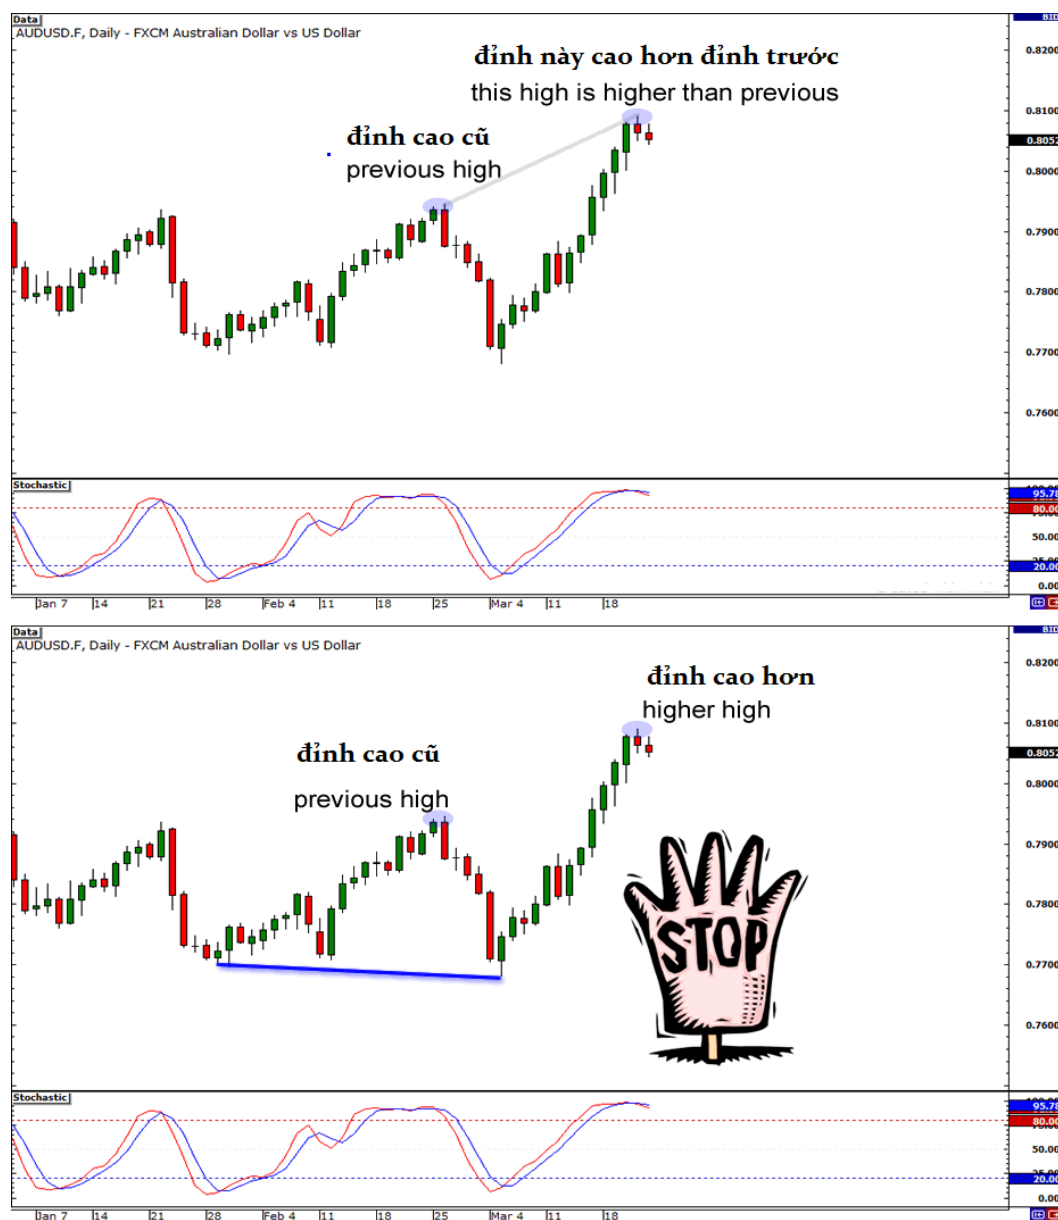 Data
BID
AUDUSD.F, Daily - FXCM Australian Dollar vs US Dollar
0.8200
đỉnh này cao hơn đỉnh trước
this high is higher than previous
0.8100
đỉnh cao cũ
previous high
0.8052
0.8000
0.7900
0.7800
0.7700
0.7600
Stochastic
95.78
80.00
50.00
20.00
0.00
Jan 7 14 21 28 Feb 4 11 18 25 Mar 4 11 18
Data
BID
AUDUSD.F, Daily - FXCM Australian Dollar vs US Dollar
0.8200
đỉnh cao hơn
higher high
0.8100
đỉnh cao cũ
0.8052
previous high
0.8000
0.7900
0.7800
STOP
0.7700
0.7600
Stochastic
95.78
80.00
50.00
20.00
0.00
Jan 7 14 21 28 Feb 4 11 18 25 Mar 4 11 18